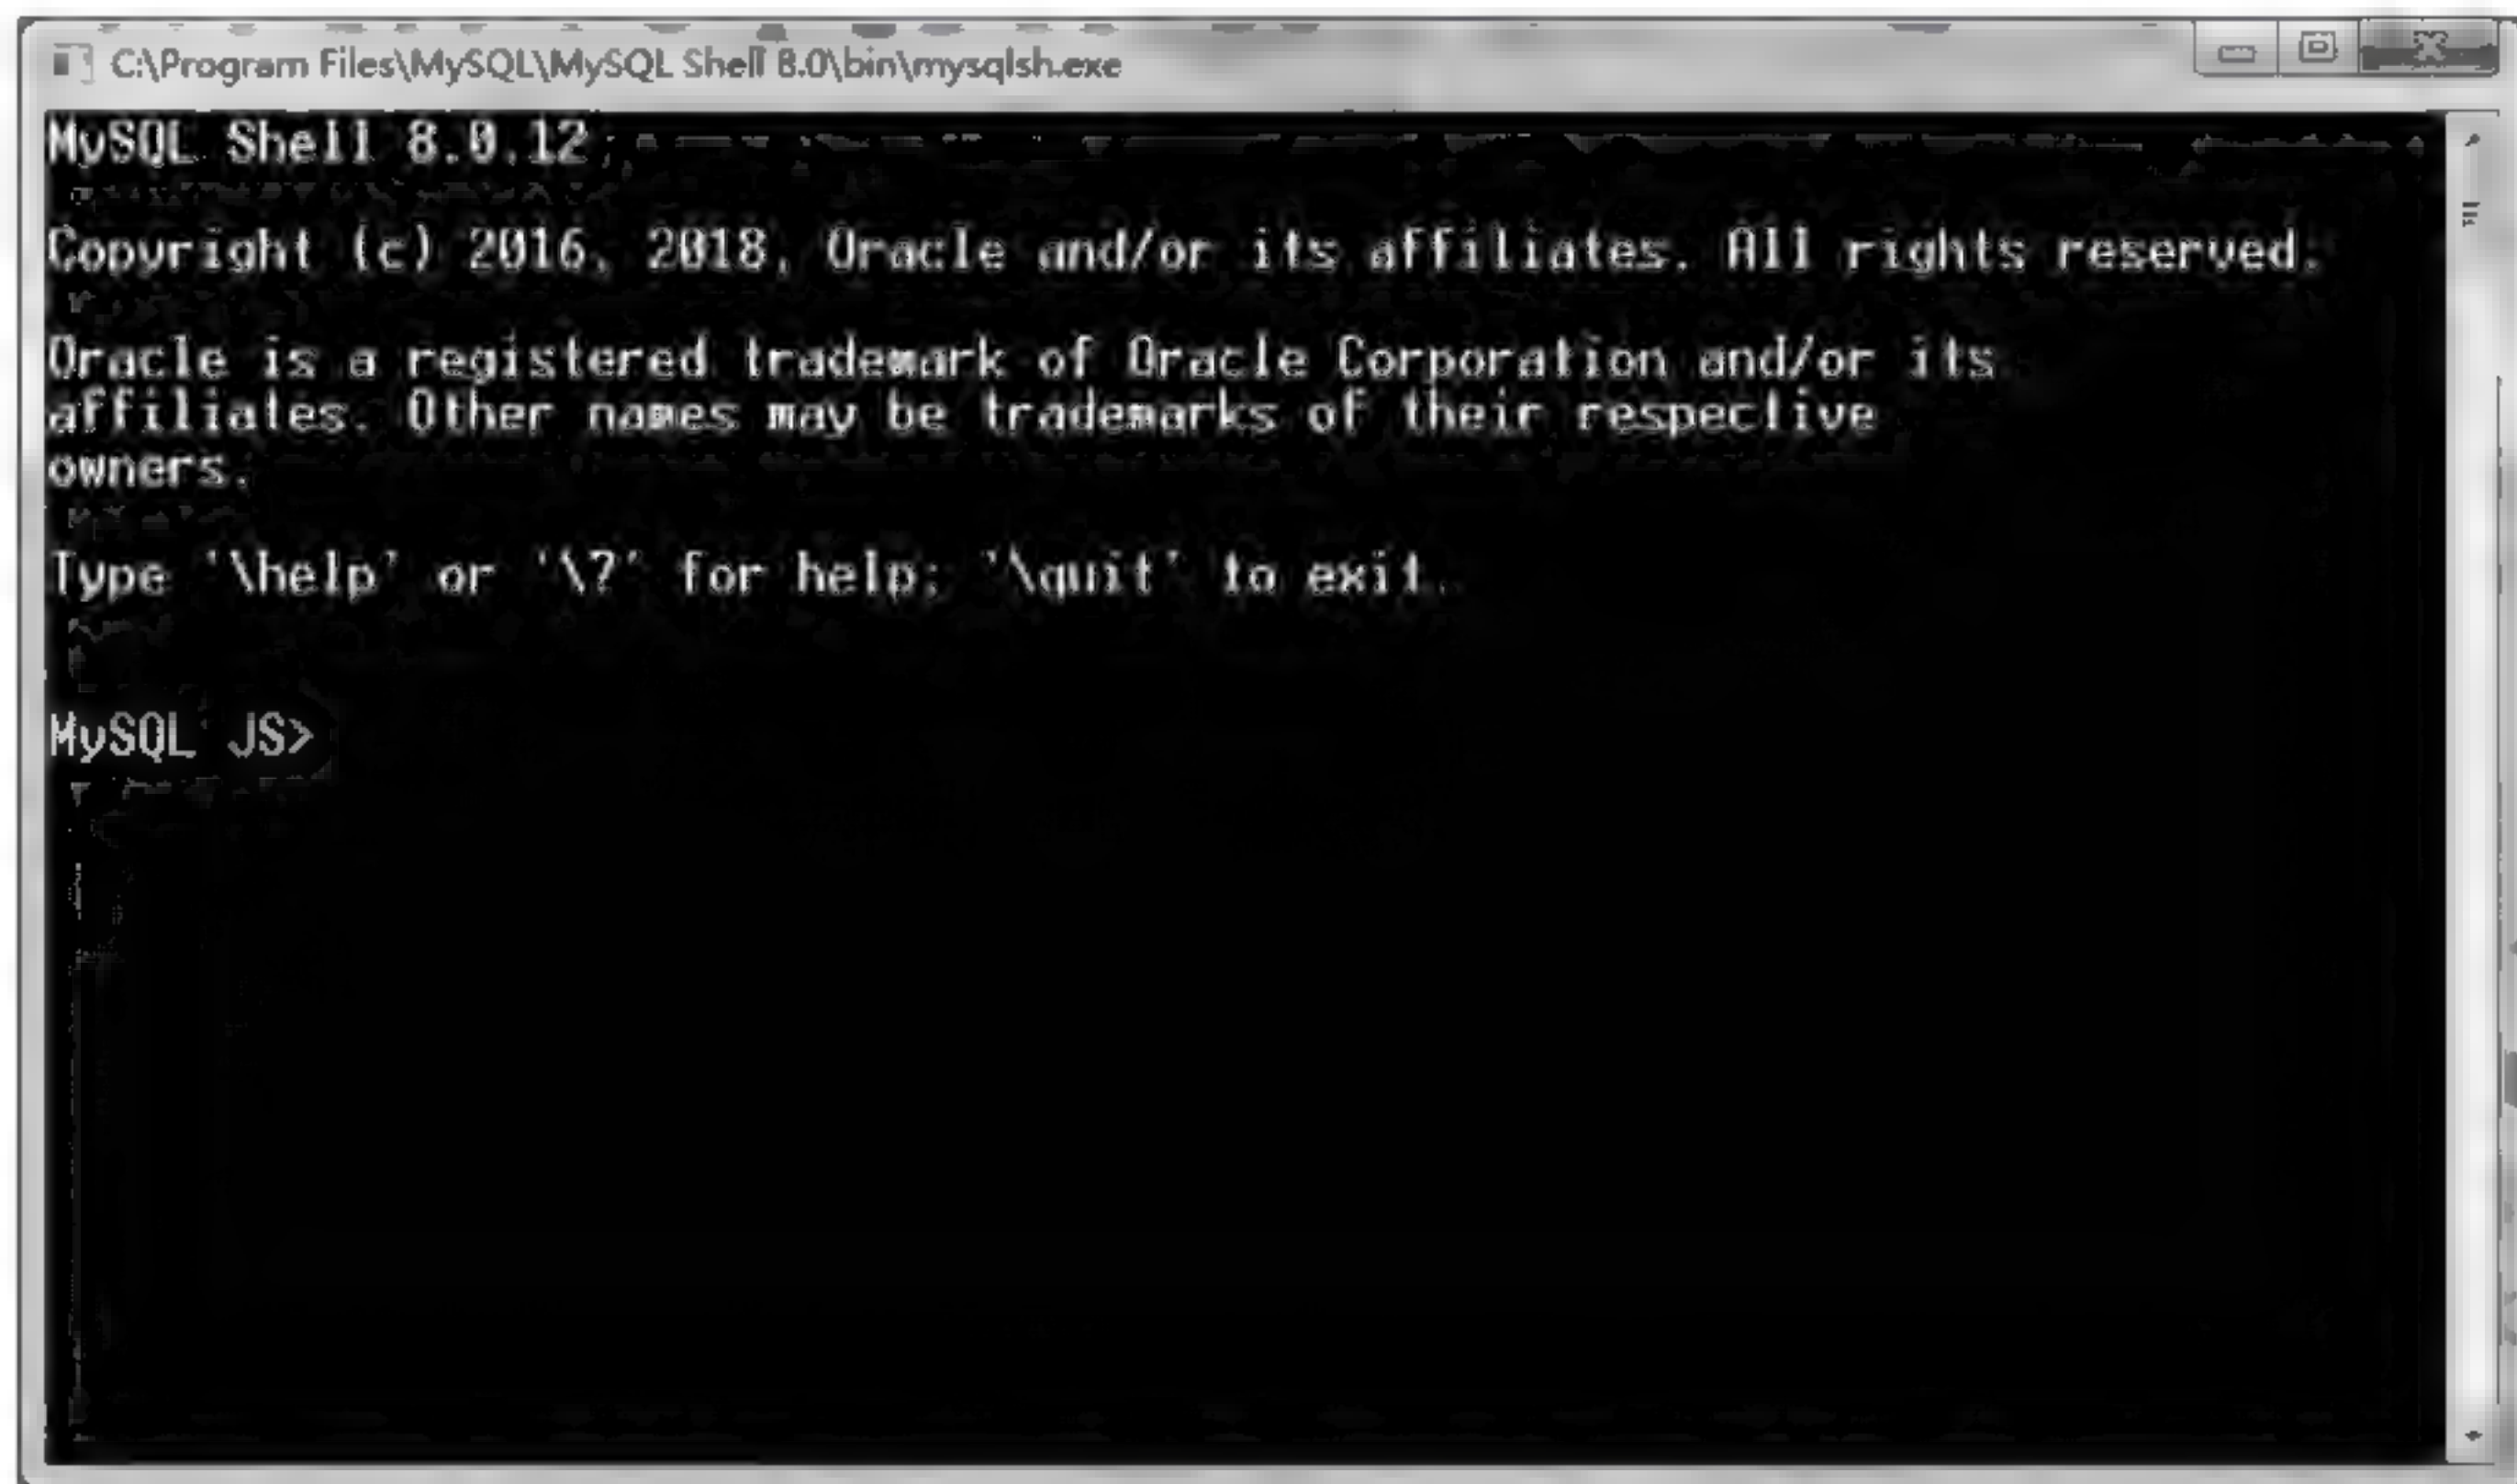 C:\Program Files\MySQL\MySQL Shell 8.0\bin\mysqlsh.exe
MySQL Shell 8.0.12
Copyright (c) 2016, 2018, Oracle and/or its affiliates. All rights reserved.
Oracle is a registered trademark of Oracle Corporation and/or its
affiliates. Other names may be trademarks of their respective
owners.
Type '\help' or '\?' for help; '\quit' to exit.
MySQL JS>